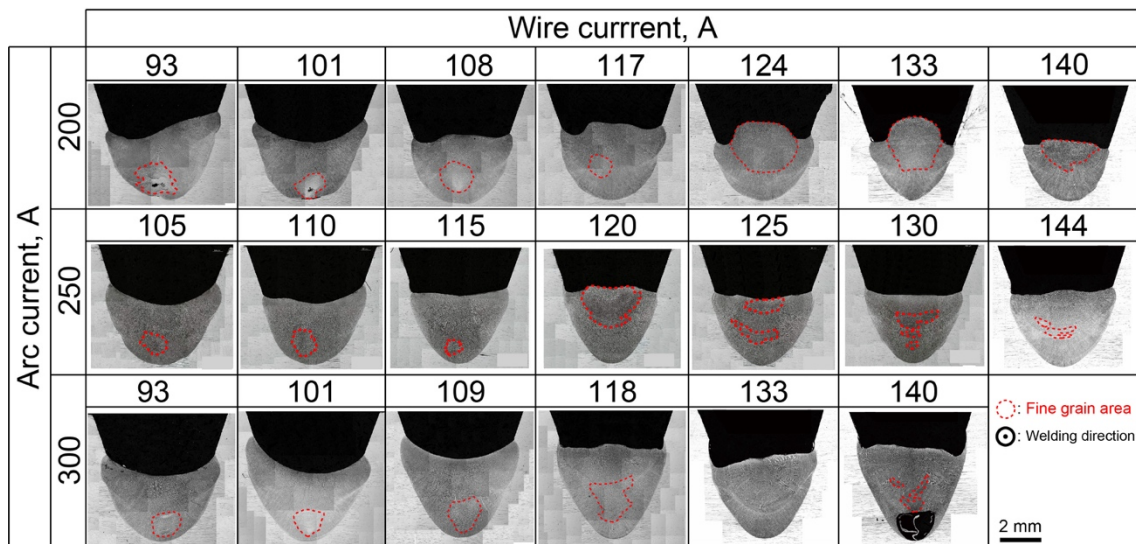 Wire currrent, A
93 101 108 117 124 133 140
Arc current, A
200
105 110 115 120 125 130 144
250
93 101 109 118 133 140
300
: Fine grain area
: Welding direction
2 mm